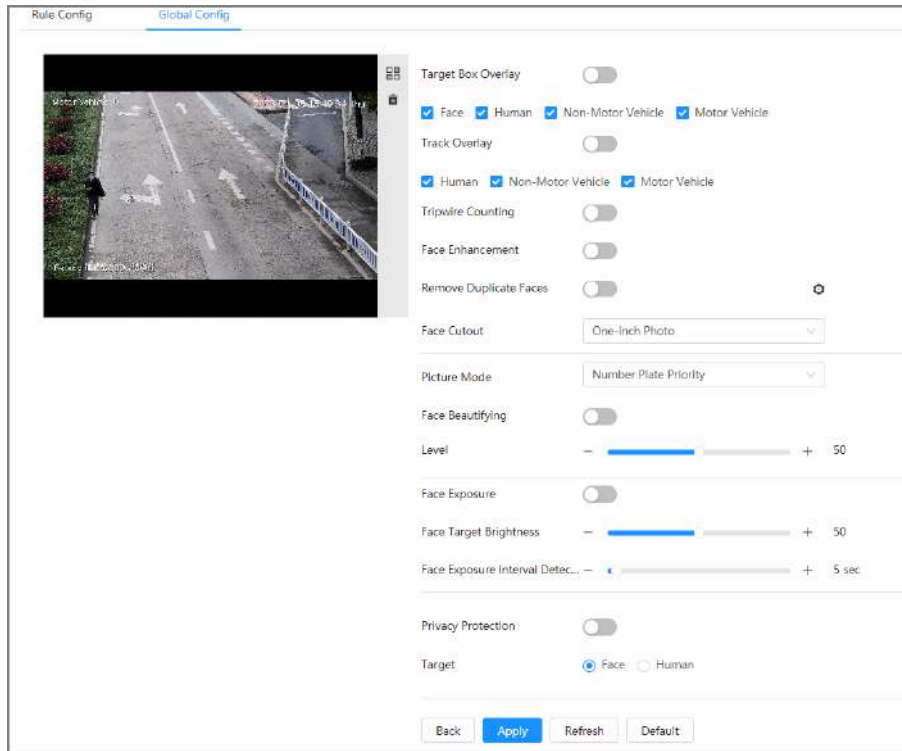 Rule Config
Global Config
Target Box Overlay
Face Human Non-Motor Vehicle Motor Vehicle
Track Overlay
Human Non-Motor Vehicle Motor Vehicle
Tripwire Counting
Face Enhancement
Remove Duplicate Faces
Face Cutout One-Inch Photo
Picture Mode Number Plate Priority
Face Beautifying
Level − + 50
Face Exposure
Face Target Brightness − + 50
Face Exposure Interval Detec... − + 5 sec
Privacy Protection
Target Face Human
Back Apply Refresh Default